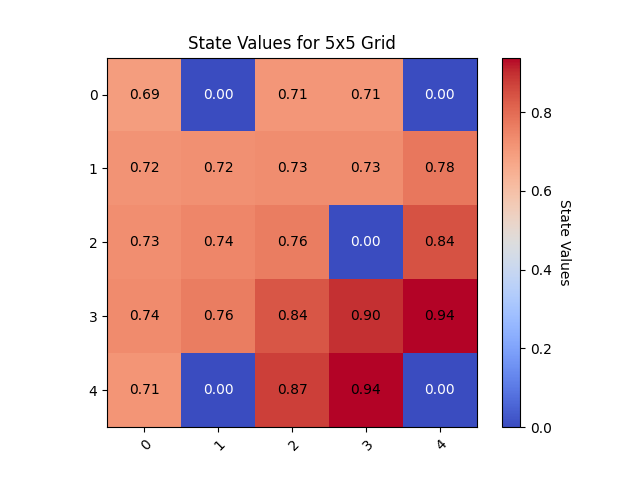 State Values for 5x5 Grid
0 0.69 0.00 0.71 0.71 0.00
1 0.72 0.72 0.73 0.73 0.78
2 0.73 0.74 0.76 0.00 0.84
3 0.74 0.76 0.84 0.90 0.94
4 0.71 0.00 0.87 0.94 0.00
0 1 2 3 4
0.8
0.6
0.4
0.2
0.0
State Values